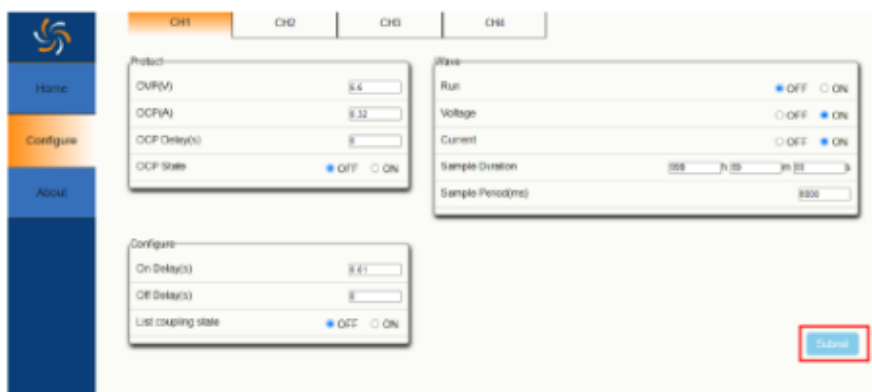 CH1 CH2 CH3 CH4
Home
Configure
About
Protect
OVP(V) 6.6
OCP(A) 8.32
OCP Delay(s)
OCP State OFF ON
Wave
Run OFF ON
Voltage OFF ON
Current OFF ON
Sample Duration h m s
Sample Period(ms)
Configure
On Delay(s) 0.01
Off Delay(s)
List coupling state OFF ON
Submit